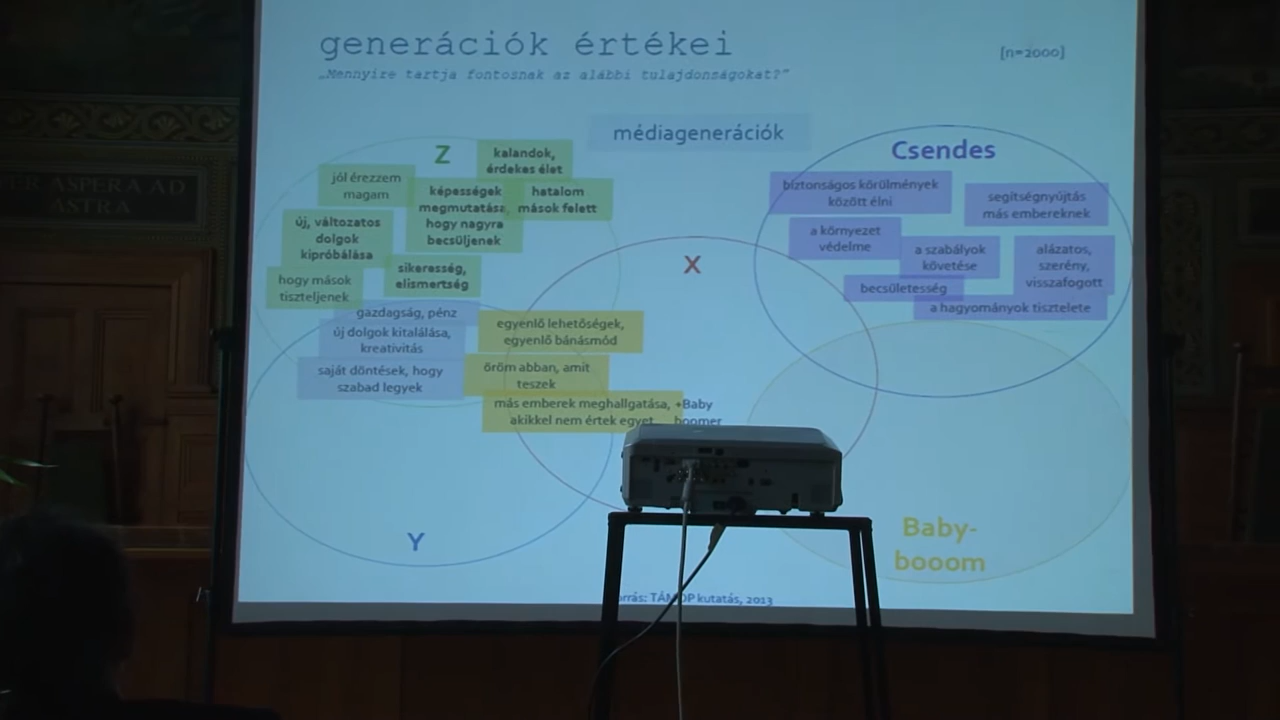 generációk értékei
[n=2000]
„Mennyire tartja fontosnak az alábbi tulajdonságokat?”
médiagenerációk
Z
kalandok,
érdekes élet
jól érezzem
magam
képességek
megmutatása,
hogy nagyra
becsüljenek
hatalom
mások felett
új, változatos
dolgok
kipróbálása
sikeresség,
elismertség
hogy mások
tiszteljenek
gazdagság, pénz
új dolgok kitalálása,
kreativitás
saját döntések, hogy
szabad legyek
Y
X
egyenlő lehetőségek,
egyenlő bánásmód
öröm abban, amit
teszek
más emberek meghallgatása,
akikkel nem értek egyet
+Baby
boomer
Csendes
biztonságos körülmények
között élni
segítségnyújtás
más embereknek
a környezet
védelme
a szabályok
követése
alázatos,
szerény,
visszafogott
becsületesség
a hagyományok tisztelete
Baby-
booom
TÁMOP kutatás, 2013
ASPERA AD
ASTRA